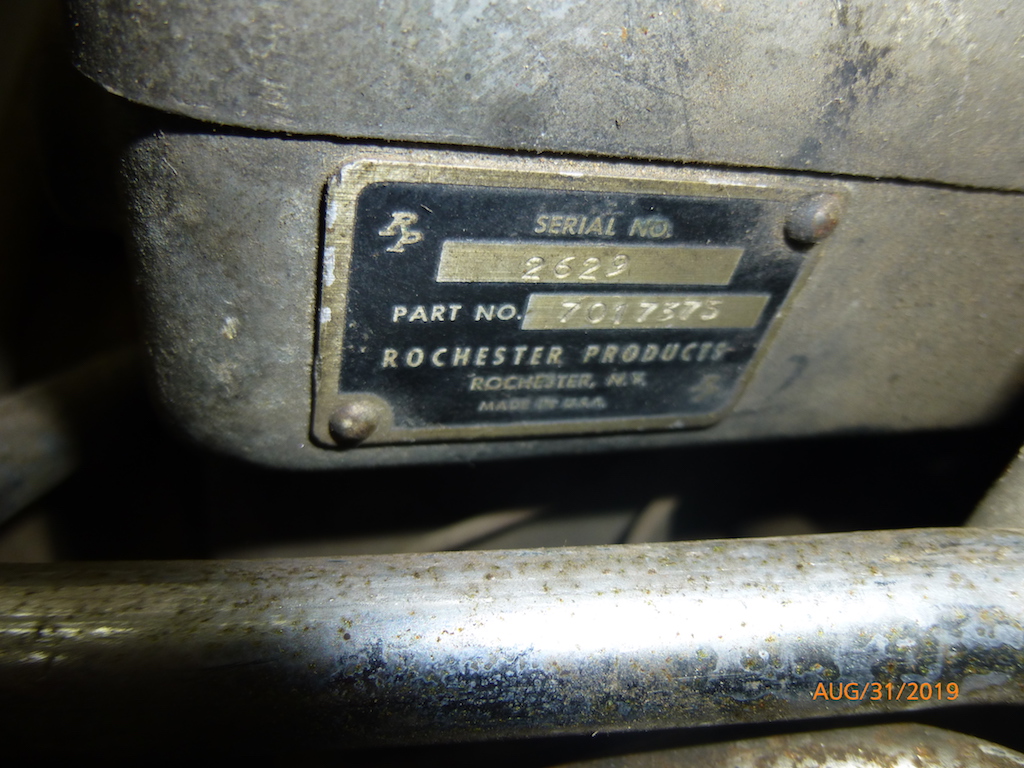 RP
SERIAL NO.
2629
PART NO. 7017375
ROCHESTER PRODUCTS
ROCHESTER, N.Y.
MADE IN U.S.A.
AUG/31/2019